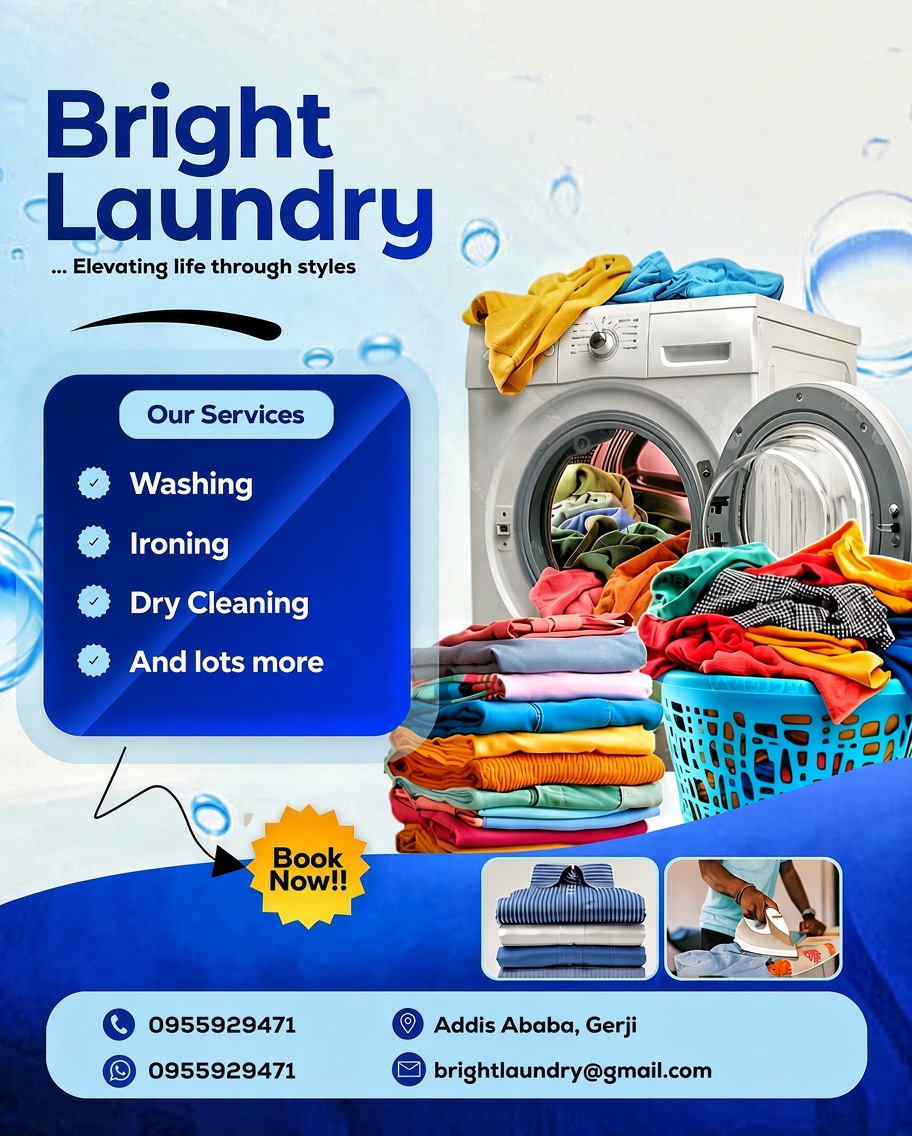 Bright
Laundry
... Elevating life through styles
Our Services
Washing
Ironing
Dry Cleaning
And lots more
Book
Now!!
0955929471
Addis Ababa, Gerji
0955929471
brightlaundry@gmail.com